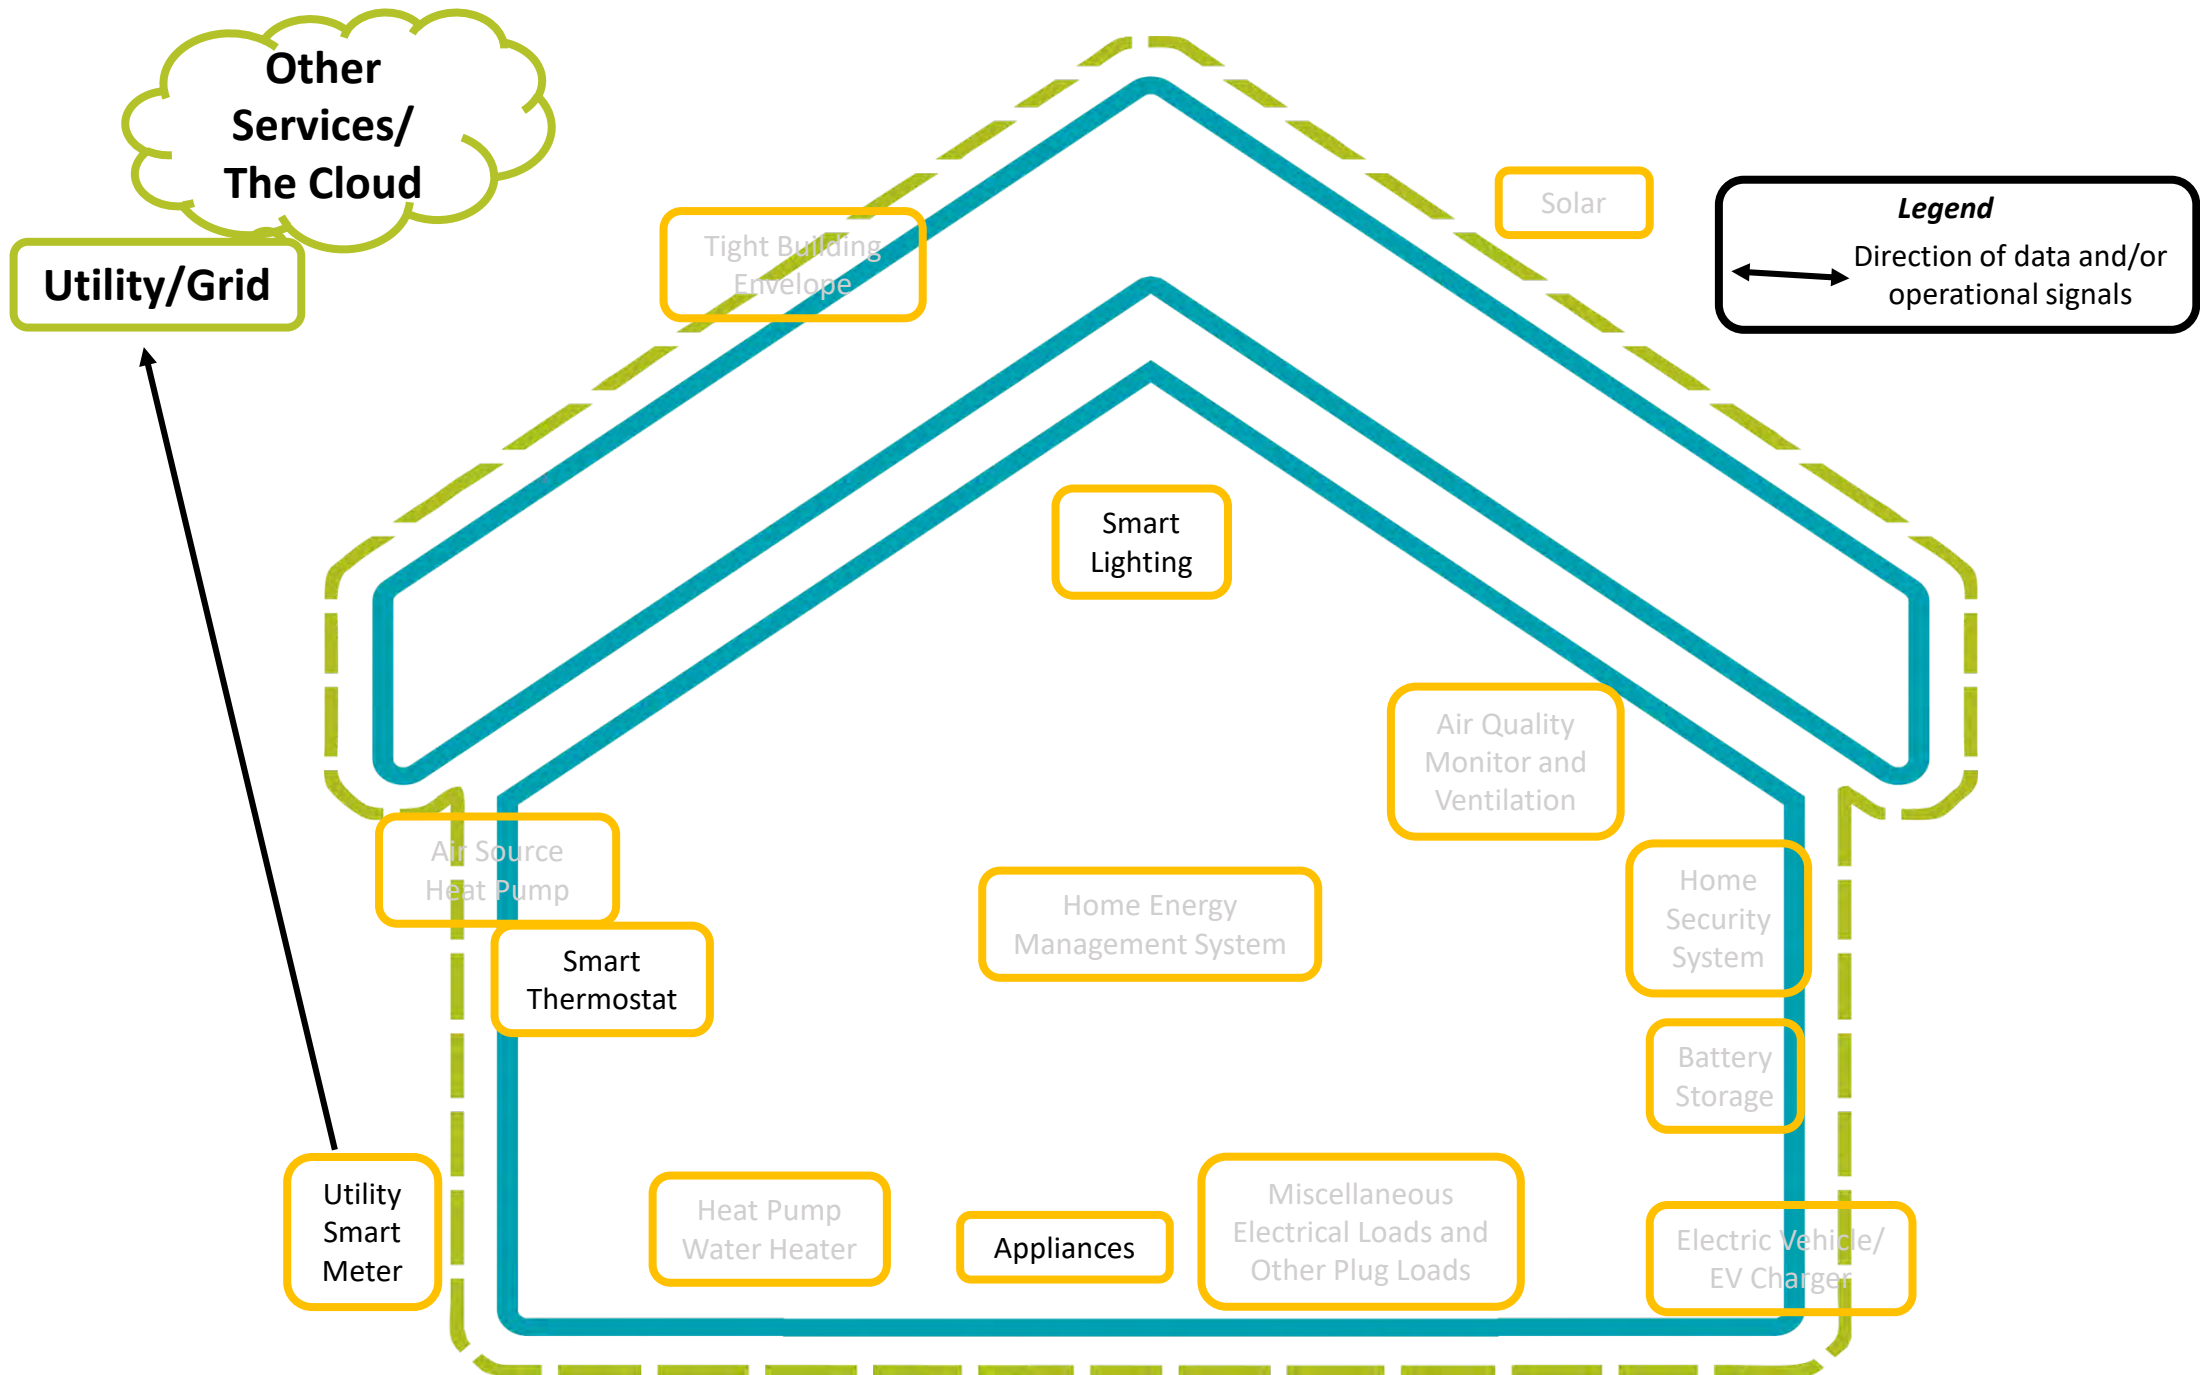 Other
Services/
The Cloud
Utility/Grid
Tight Building
Envelope
Solar
Legend
Direction of data and/or
operational signals
Smart
Lighting
Air Quality
Monitor and
Ventilation
Air Source
Heat Pump
Smart
Thermostat
Home Energy
Management System
Home
Security
System
Battery
Storage
Utility
Smart
Meter
Heat Pump
Water Heater
Appliances
Miscellaneous
Electrical Loads and
Other Plug Loads
Electric Vehicle/
EV Charger